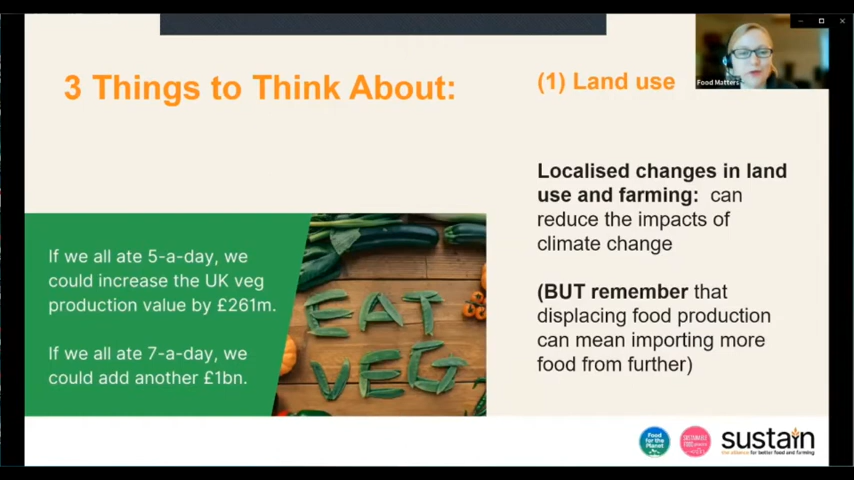 3 Things to Think About:
(1) Land use
Food Matters
Localised changes in land
use and farming: can
reduce the impacts of
climate change
(BUT remember that
displacing food production
can mean importing more
food from further)
If we all ate 5-a-day, we
could increase the UK veg
production value by £261m.
If we all ate 7-a-day, we
could add another £1bn.
EAT
VEG
Food
for the
Planet
SUSTAINABLE
FOOD
sustain
the alliance for better food and farming